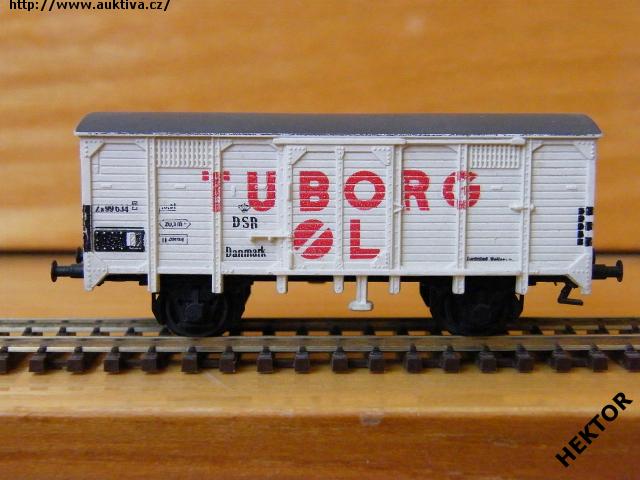 http://www.auktiva.cz/
TUBORG
ØL
DSB
Danmark
HEKTOR